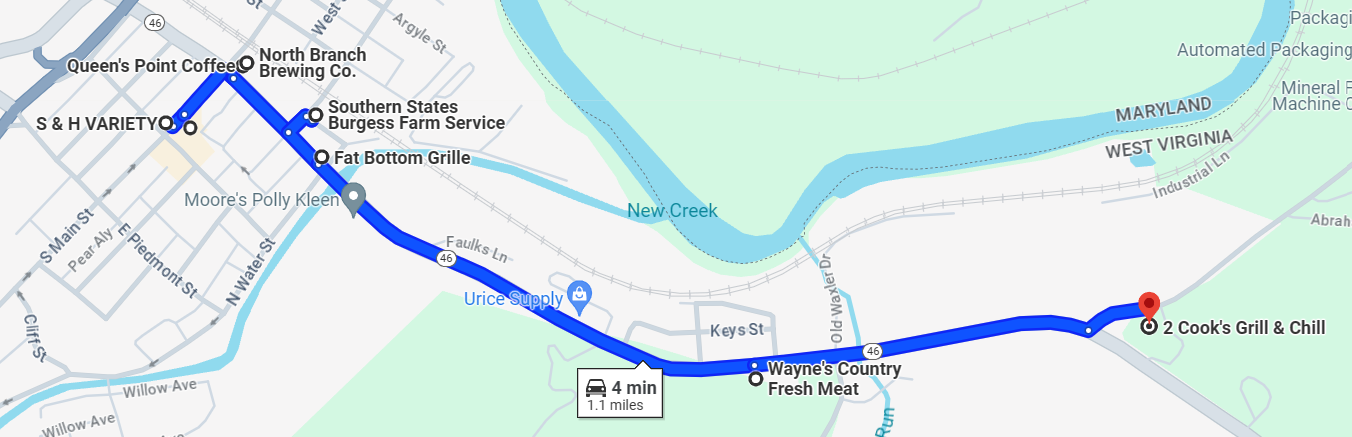 46
West
Argyle St
Packagi
Automated Packaging
Mineral F
Machine C
Queen's Point Coffee
North Branch
Brewing Co.
Southern States
Burgess Farm Service
S & H VARIETY
MARYLAND
WEST VIRGINIA
Industrial Ln
Fat Bottom Grille
Moore's Polly Kleen
New Creek
Abrah
S Main St
Pear Aly
E Piedmont St
N Water St
Faulks Ln
46
Urice Supply
Old Waxler Dr
Keys St
2 Cook's Grill & Chill
Cliff St
46
Wayne's Country
Fresh Meat
4 min
1.1 miles
Willow Ave
Willow Ave
Run